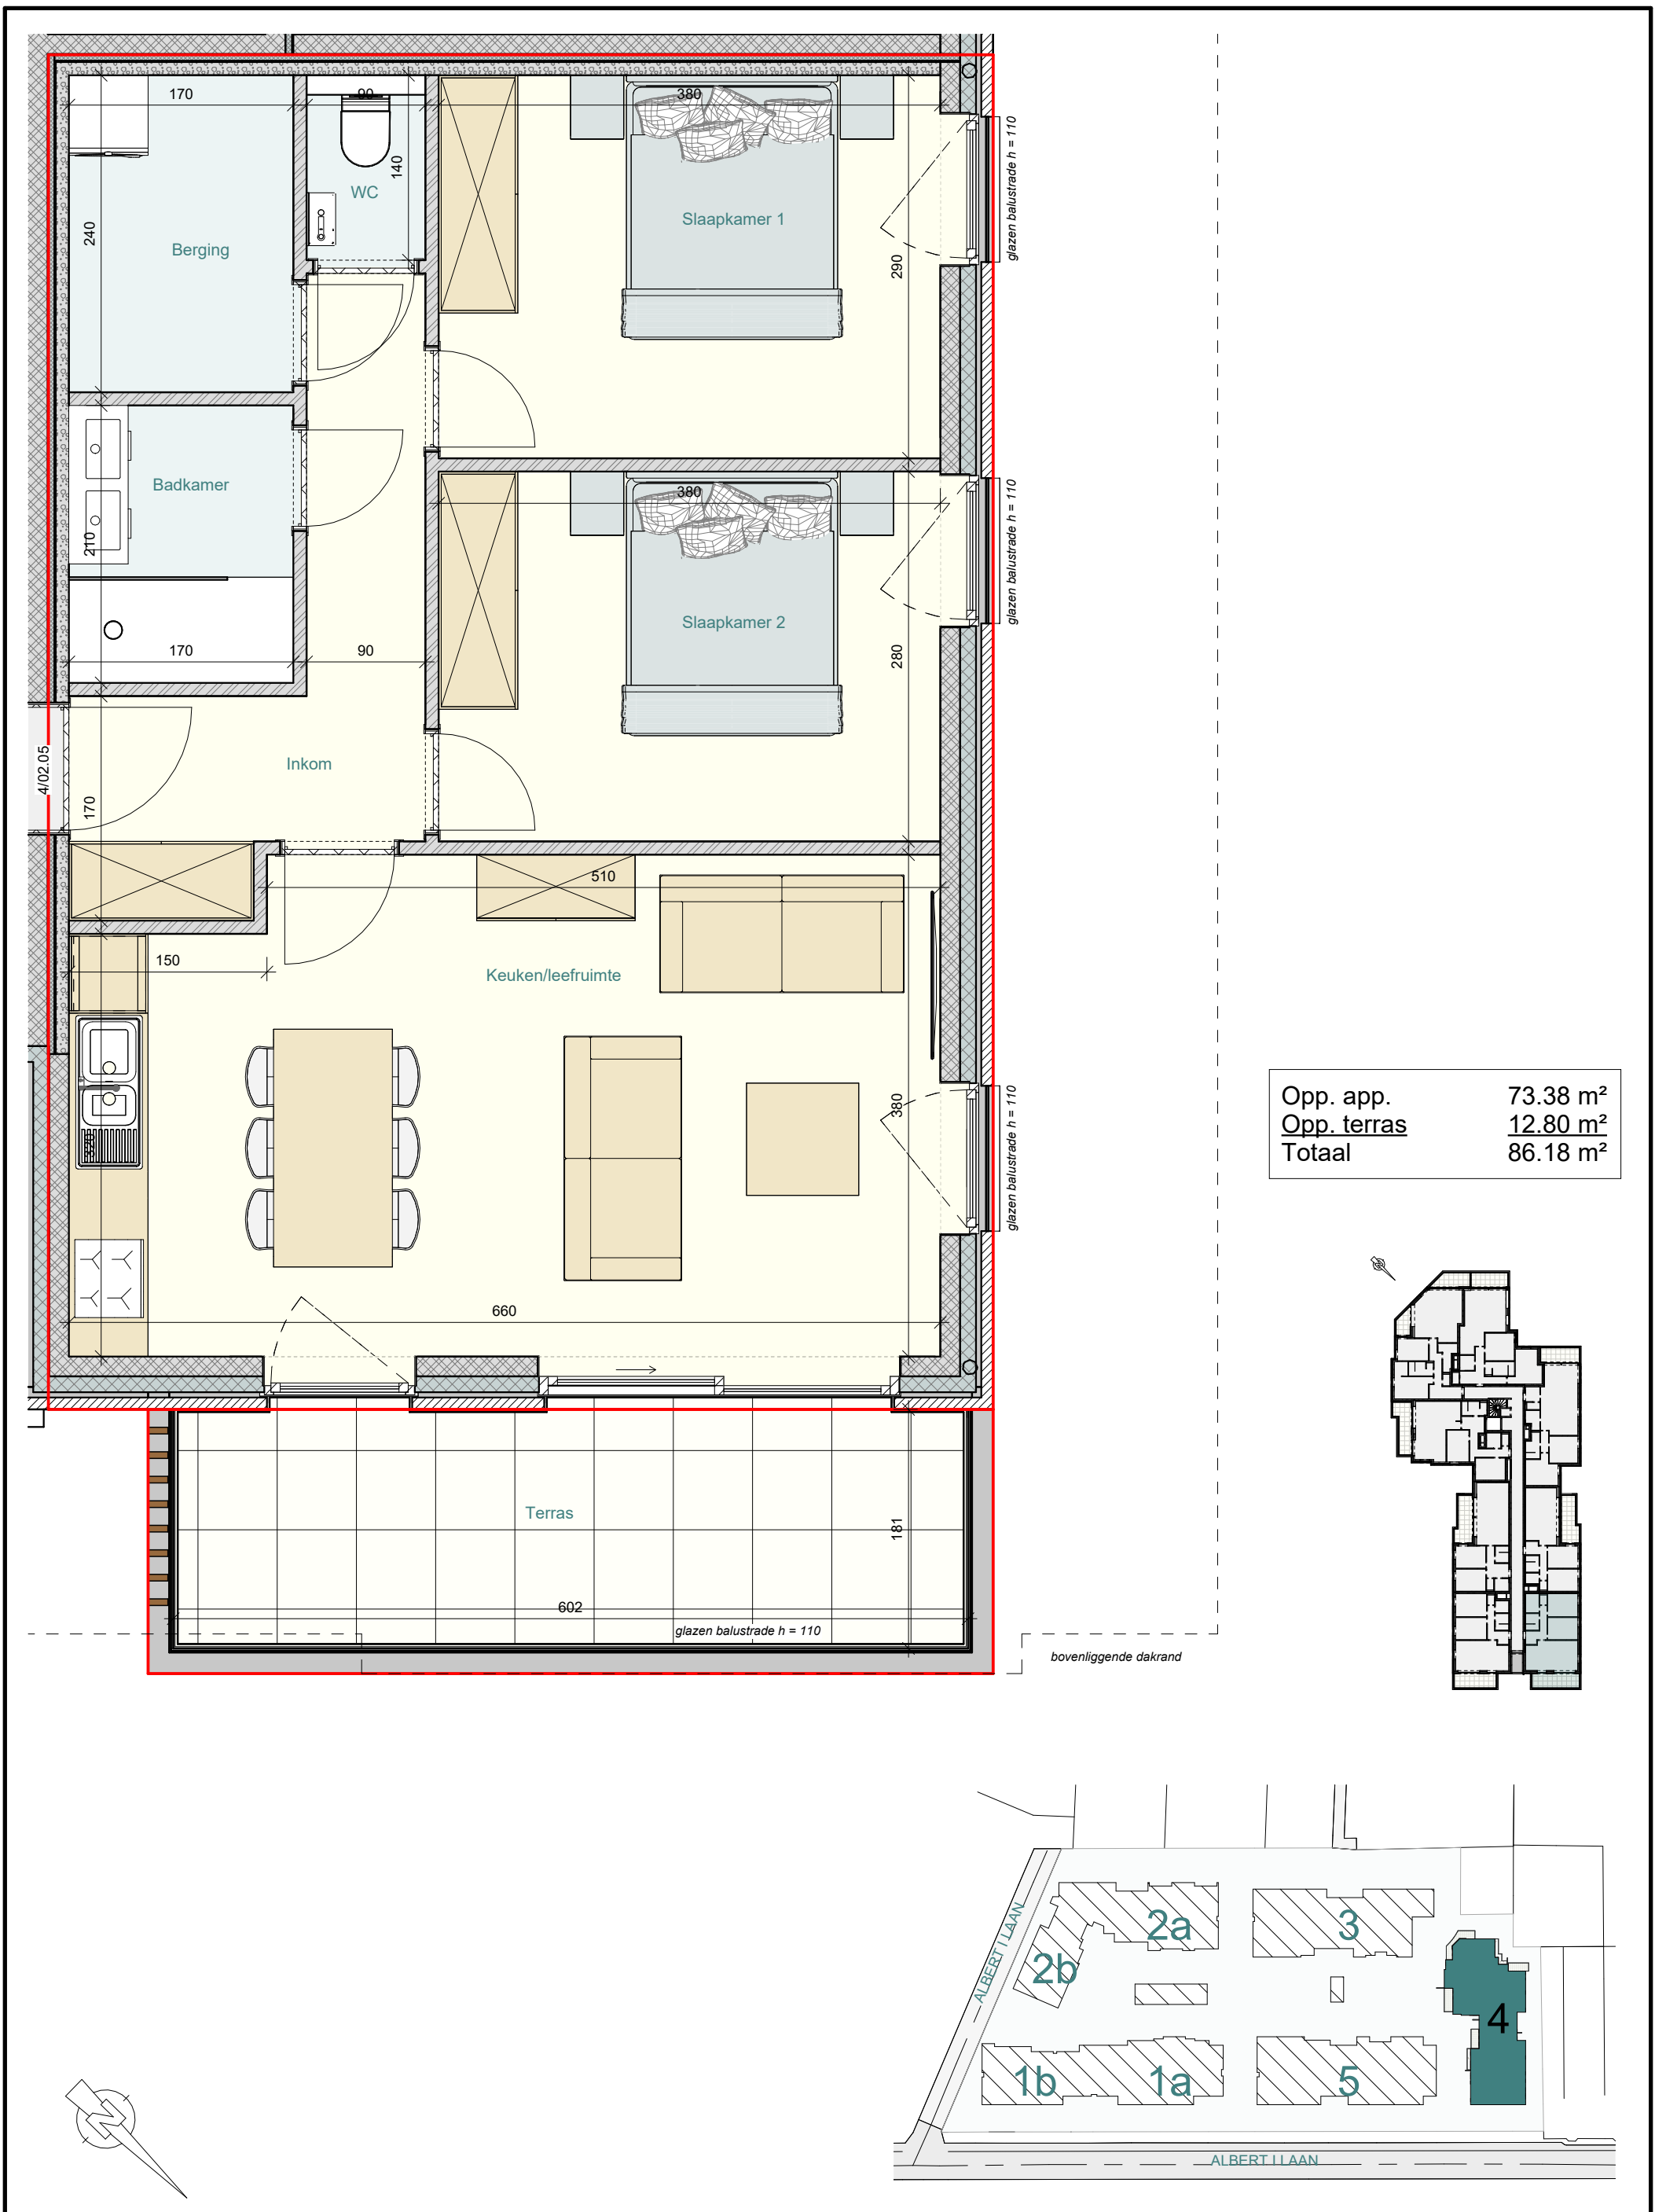 170
90
380
140
WC
Slaapkamer 1
240
Berging
290
glazen balustrade h = 110
380
Badkamer
210
glazen balustrade h = 110
Slaapkamer 2
170
90
280
4/02.05
Inkom
170
510
150
Keuken/leefruimte
380
320
glazen balustrade h = 110
660
Opp. app. 73.38 m²
Opp. terras 12.80 m²
Totaal 86.18 m²
Terras
181
602
glazen balustrade h = 110
bovenliggende dakrand
N
ALBERT I LAAN
2a
3
2b
4
1b
1a
5
ALBERT I LAAN